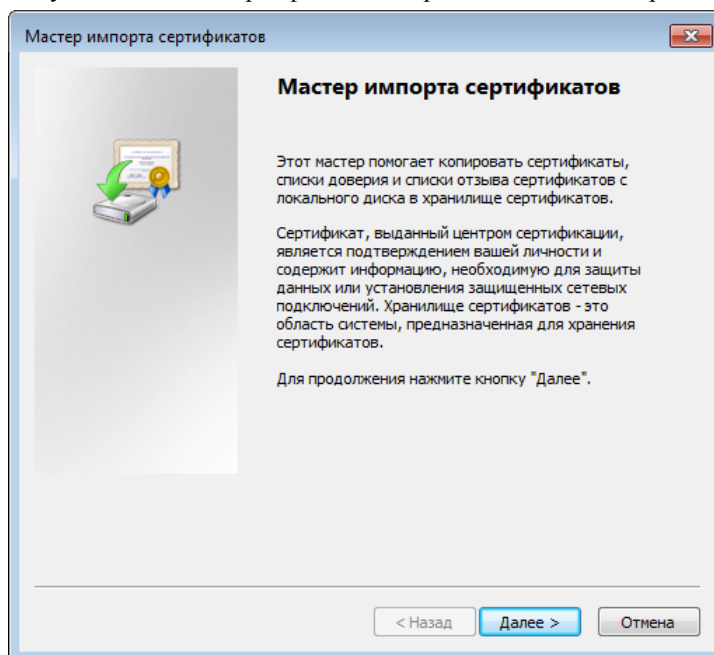 Мастер импорта сертификатов
Мастер импорта сертификатов
Этот мастер помогает копировать сертификаты,
списки доверия и списки отзыва сертификатов с
локального диска в хранилище сертификатов.
Сертификат, выданный центром сертификации,
является подтверждением вашей личности и
содержит информацию, необходимую для защиты
данных или установления защищенных сетевых
подключений. Хранилище сертификатов - это
область системы, предназначенная для хранения
сертификатов.
Для продолжения нажмите кнопку "Далее".
< Назад Далее > Отмена